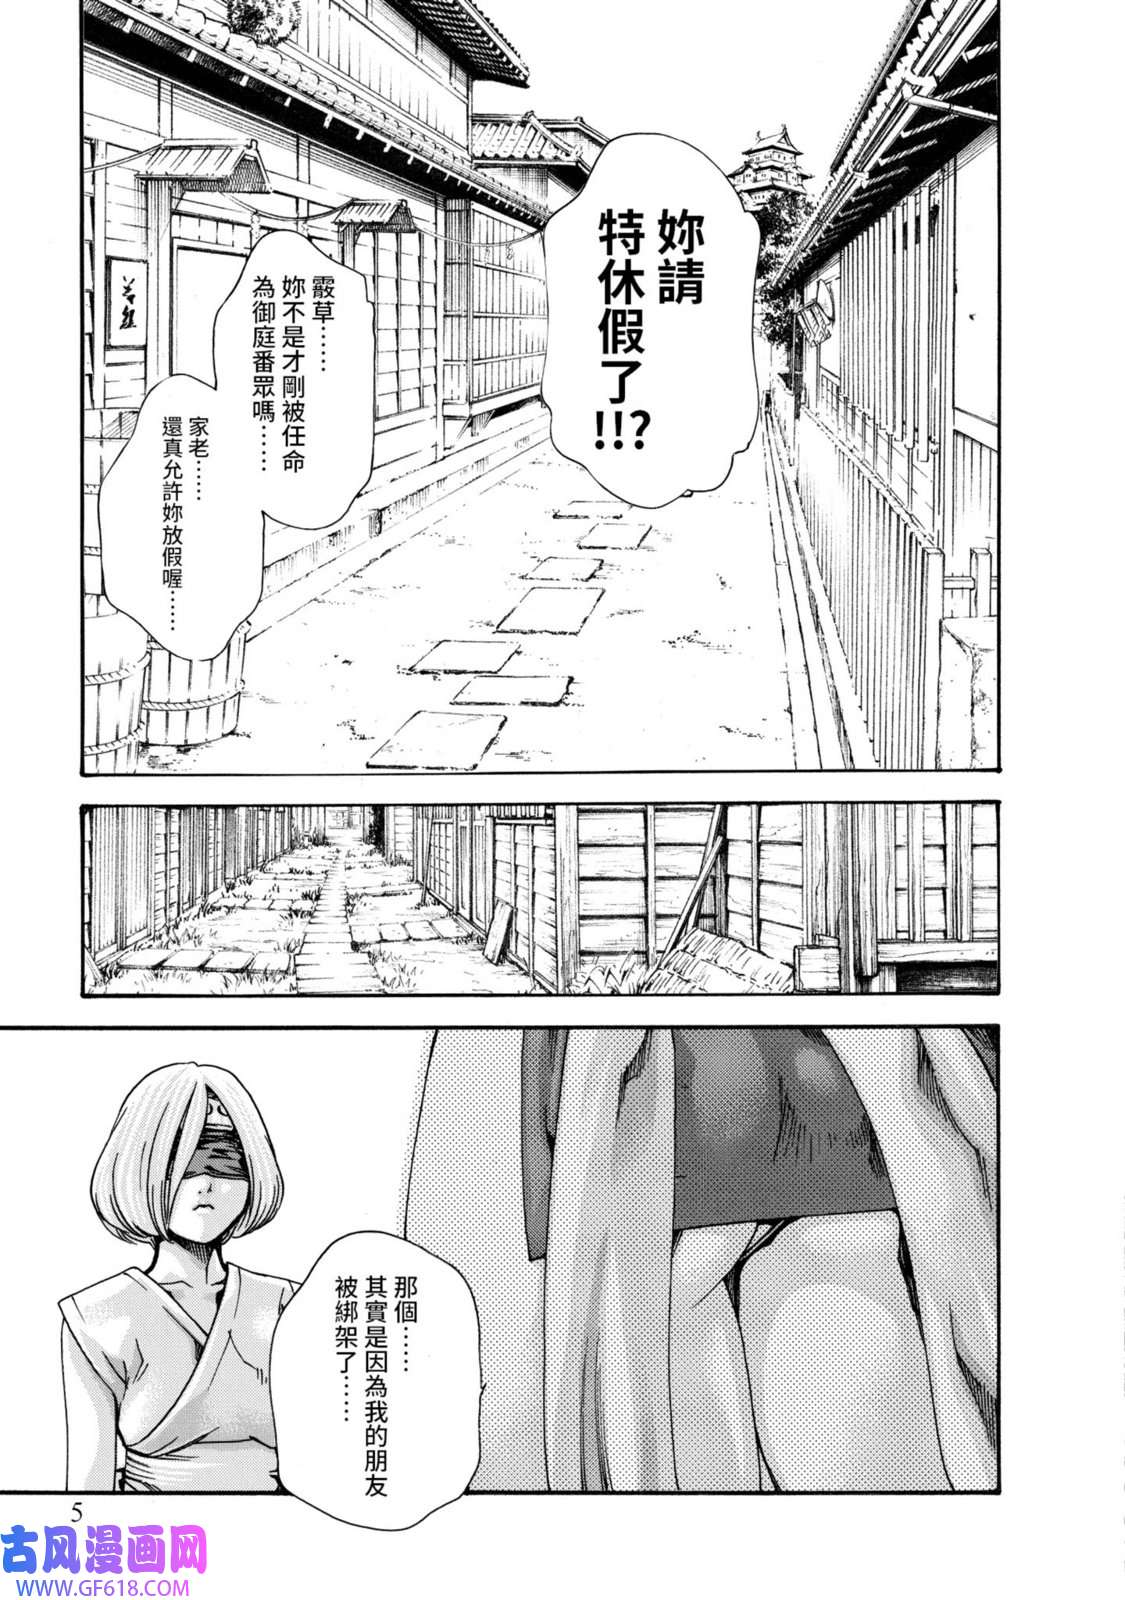 妳請
特休假了
!!?
霰草……
妳不是才剛被任命
為御庭番眾嗎……
家老……
還真允許妳放假喔……
那個……
其實是因為我的朋友
被綁架了……
5
古风漫画网
WWW.GF618.COM